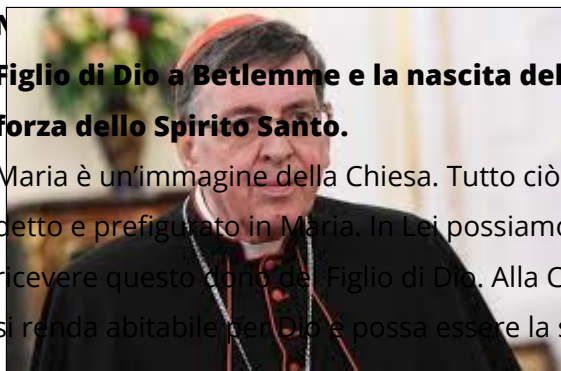 Figlio di Dio a Betlemme e la nascita del
forza dello Spirito Santo.
Maria è un’immagine della Chiesa. Tutto ciò
detto e prefigurato in Maria. In Lei possiamo
ricevere questo dono del Figlio di Dio. Alla C
si renda abitabile per Dio e possa essere la s